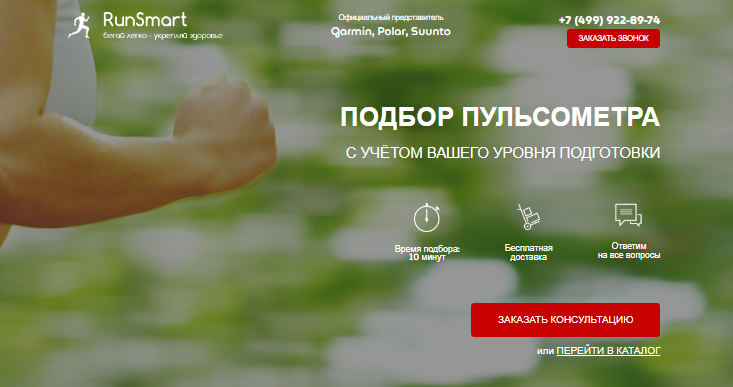 RunSmart
бегай легко - укрепляй здоровье
Официальный представитель
Garmin, Polar, Suunto
+7 (499) 922-89-74
ЗАКАЗАТЬ ЗВОНОК
ПОДБОР ПУЛЬСОМЕТРА
С УЧЁТОМ ВАШЕГО УРОВНЯ ПОДГОТОВКИ
Время подбора:
10 минут
Бесплатная
доставка
Ответим
на все вопросы
ЗАКАЗАТЬ КОНСУЛЬТАЦИЮ
или ПЕРЕЙТИ В КАТАЛОГ